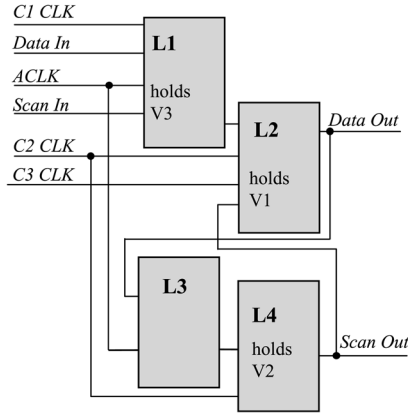 C1 CLK
Data In
ACLK
Scan In
L1
holds
V3
C2 CLK
C3 CLK
L2
holds
V1
Data Out
L3
L4
holds
V2
Scan Out